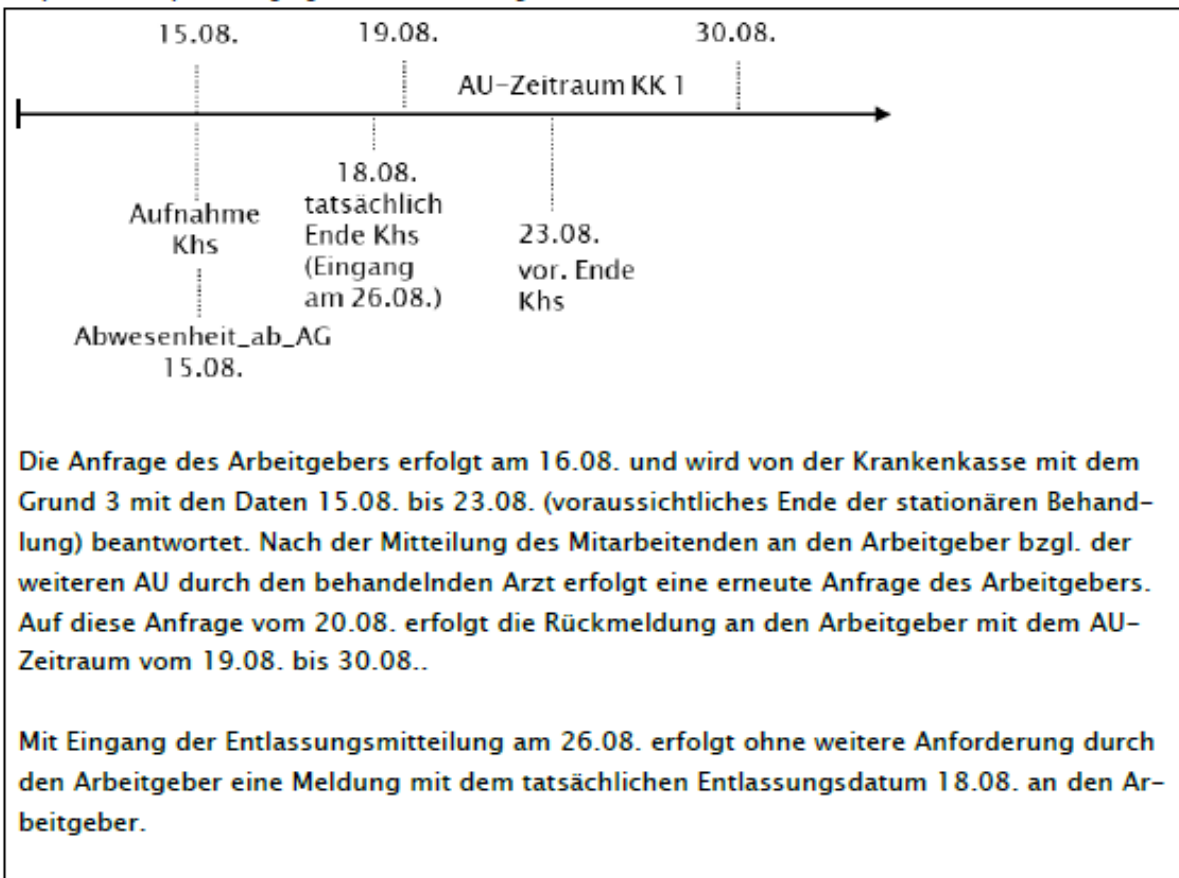 15.08. 19.08. 30.08.
AU-Zeitraum KK 1
18.08.
tatsächlich
Ende Khs
(Eingang
am 26.08.)
Aufnahme
Khs
23.08.
vor. Ende
Khs
Abwesenheit_ab_AG
15.08.
Die Anfrage des Arbeitgebers erfolgt am 16.08. und wird von der Krankenkasse mit dem
Grund 3 mit den Daten 15.08. bis 23.08. (voraussichtliches Ende der stationären Behand-
lung) beantwortet. Nach der Mitteilung des Mitarbeitenden an den Arbeitgeber bzgl. der
weiteren AU durch den behandelnden Arzt erfolgt eine erneute Anfrage des Arbeitgebers.
Auf diese Anfrage vom 20.08. erfolgt die Rückmeldung an den Arbeitgeber mit dem AU-
Zeitraum vom 19.08. bis 30.08..
Mit Eingang der Entlassungsmitteilung am 26.08. erfolgt ohne weitere Anforderung durch
den Arbeitgeber eine Meldung mit dem tatsächlichen Entlassungsdatum 18.08. an den Ar-
beitgeber.